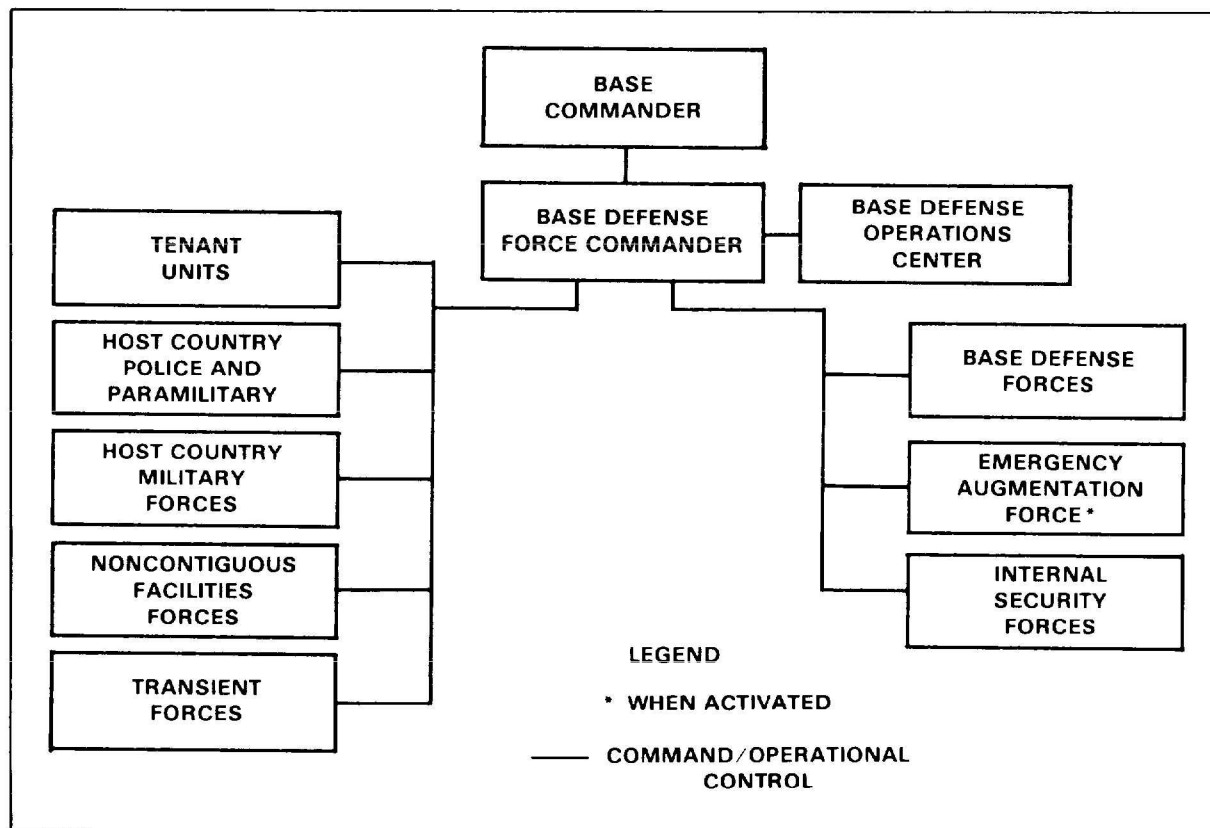 BASE
COMMANDER
BASE DEFENSE
FORCE COMMANDER
BASE DEFENSE
OPERATIONS
CENTER
TENANT
UNITS
HOST COUNTRY
POLICE AND
PARAMILITARY
HOST COUNTRY
MILITARY
FORCES
NONCONTIGUOUS
FACILITIES
FORCES
TRANSIENT
FORCES
BASE DEFENSE
FORCES
EMERGENCY
AUGMENTATION
FORCE*
INTERNAL
SECURITY
FORCES
LEGEND
* WHEN ACTIVATED
COMMAND/OPERATIONAL
CONTROL